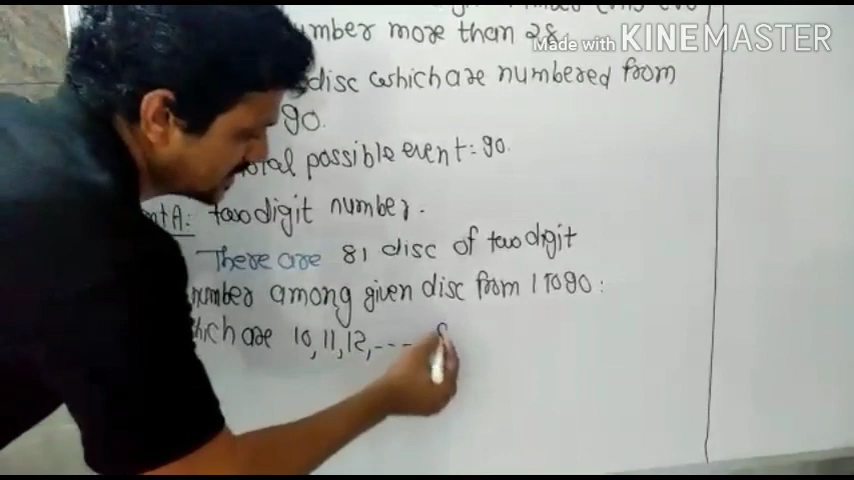 number more than 28
Made with KINEMASTER
disc which are numbered from
90.
total possible event = 90.
A: two digit number.
There are 81 disc of two digit
number among given disc from 1 To 90 :
which are 10, 11, 12, ----